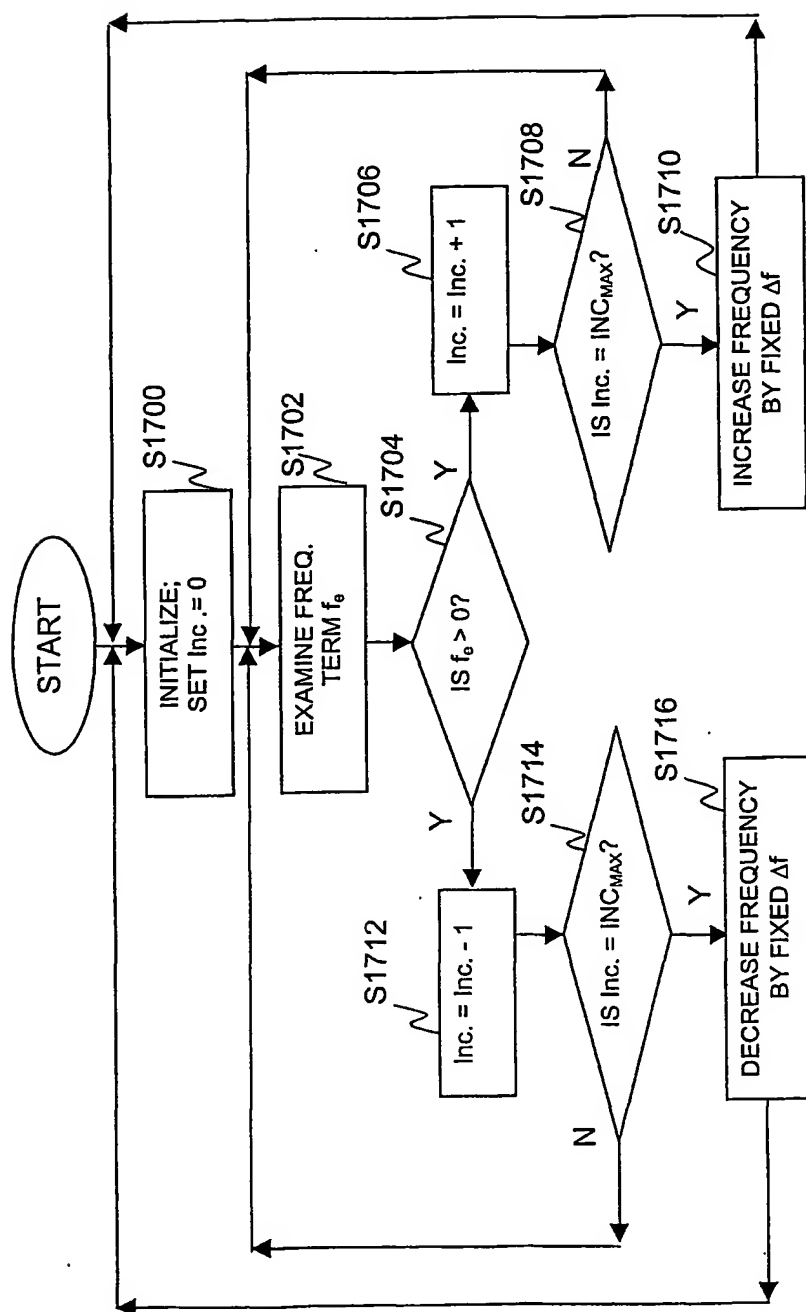 START
S1700
INITIALIZE;
SET Inc .= 0
S1702
EXAMINE FREQ.
TERM fₑ
S1704
IS fₑ > 0?
Y
Y
S1706
Inc. = Inc. + 1
S1708
IS Inc. = INC_MAX?
N
Y
S1710
INCREASE FREQUENCY
BY FIXED Δf
S1712
Inc. = Inc. - 1
S1714
IS Inc. = INC_MAX?
N
Y
S1716
DECREASE FREQUENCY
BY FIXED Δf